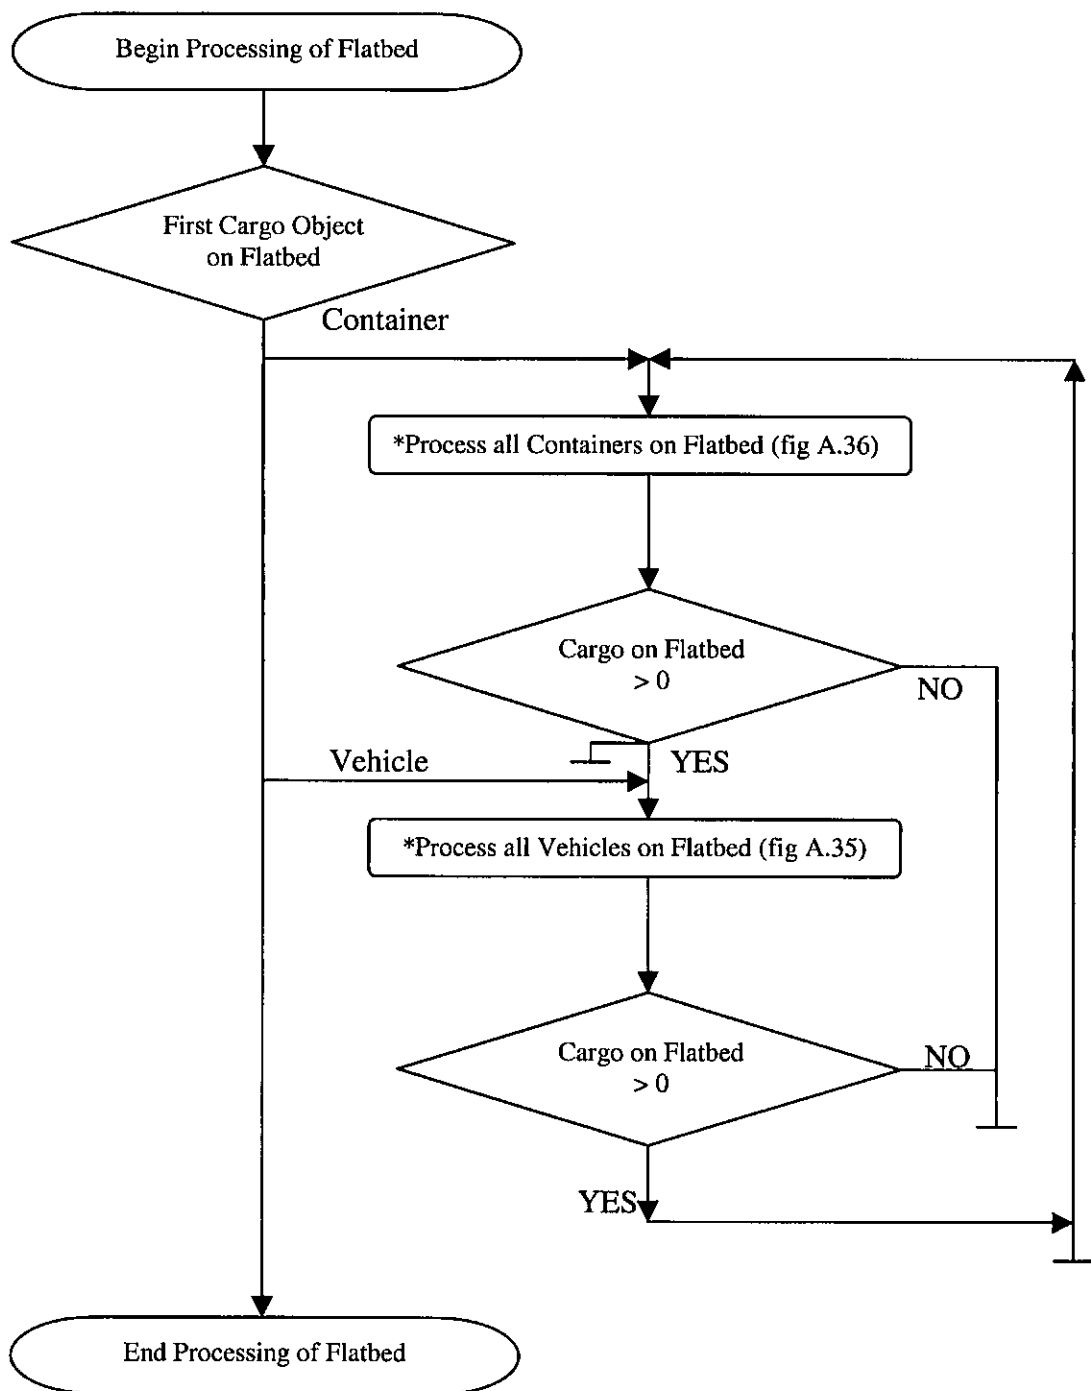 Begin Processing of Flatbed
First Cargo Object
on Flatbed
Container
*Process all Containers on Flatbed (fig A.36)
Cargo on Flatbed
> 0
NO
YES
Vehicle
*Process all Vehicles on Flatbed (fig A.35)
Cargo on Flatbed
> 0
NO
YES
End Processing of Flatbed